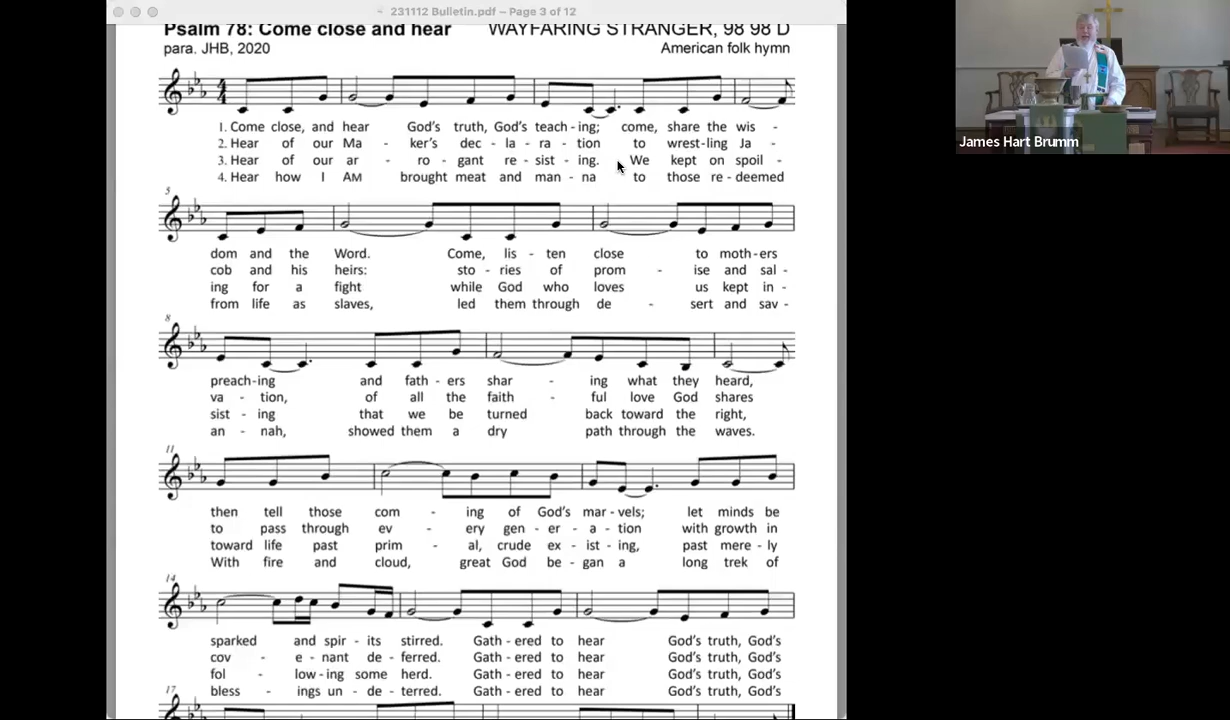 231112 Bulletin.pdf – Page 3 of 12
Psalm 78: Come close and hear WAYFARING STRANGER, 98 98 D
para. JHB, 2020 American folk hymn
4 4
1. Come close, and hear God's truth, God's teach - ing; come, share the wis -
2. Hear of our Ma - ker's dec - la - ra - tion to wrest - ling Ja -
3. Hear of our ar - ro - gant re - sist - ing. We kept on spoil -
4. Hear how I AM brought meat and man - na to those re - deemed
5
dom and the Word. Come, lis - ten close to moth - ers
cob and his heirs: sto - ries of prom - ise and sal -
ing for a fight while God who loves us kept in -
from life as slaves, led them through de - sert and sav -
8
preach - ing and fath - ers shar - ing what they heard,
va - tion, of all the faith - ful love God shares
sist - ing that we be turned back toward the right,
an - nah, showed them a dry path through the waves.
11
then tell those com - ing of God's mar - vels; let minds be
to pass through ev - ery gen - er - a - tion with growth in
toward life past prim - al, crude ex - ist - ing, past mere - ly
With fire and cloud, great God be - gan a long trek of
14
sparked and spir - its stirred. Gath - ered to hear God's truth, God's
cov - e - nant de - ferred. Gath - ered to hear God's truth, God's
fol - low - ing some herd. Gath - ered to hear God's truth, God's
bless - ings un - de - terred. Gath - ered to hear God's truth, God's
17
James Hart Brumm